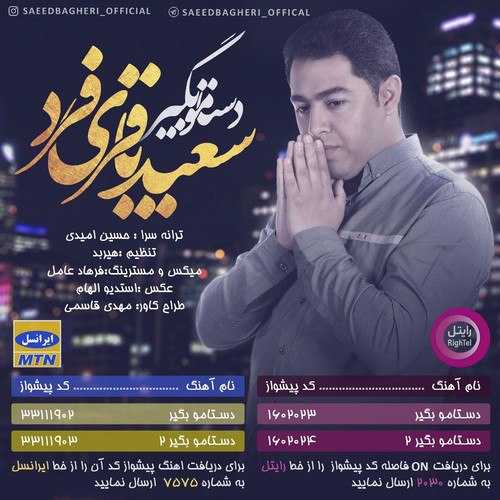 SAEEDBAGHERI_OFFICIAL
SAEEDBAGHERI_OFFICAL
دستامو بگیر
سعید باقری فرد
ترانه سرا : حسین امیدی
تنظیم :هیربد
میکس و مسترینگ:فرهاد عامل
عکس :استدیو الهام
طراح کاور: مهدی قاسمی
ایرانسل
MTN
رایتل
RighTel
نام آهنگ ........................ کد پیشواز
دستامو بگیر ۳۳۱۱۱۹۰۲
دستامو بگیر ۲ ۳۳۱۱۱۹۰۳
برای دریافت اهنگ پیشواز کد آن را از خط ایرانسل
به شماره ۷۵۷۵ ارسال نمایید
نام آهنگ ................................. کد پیشواز
دستامو بگیر ۱۶۰۲۰۲۳
دستامو بگیر ۲ ۱۶۰۲۰۲۴
برای دریافت ON فاصله کد پیشواز را از خط رایتل
به شماره ۲۰۳۰ ارسال نمایید